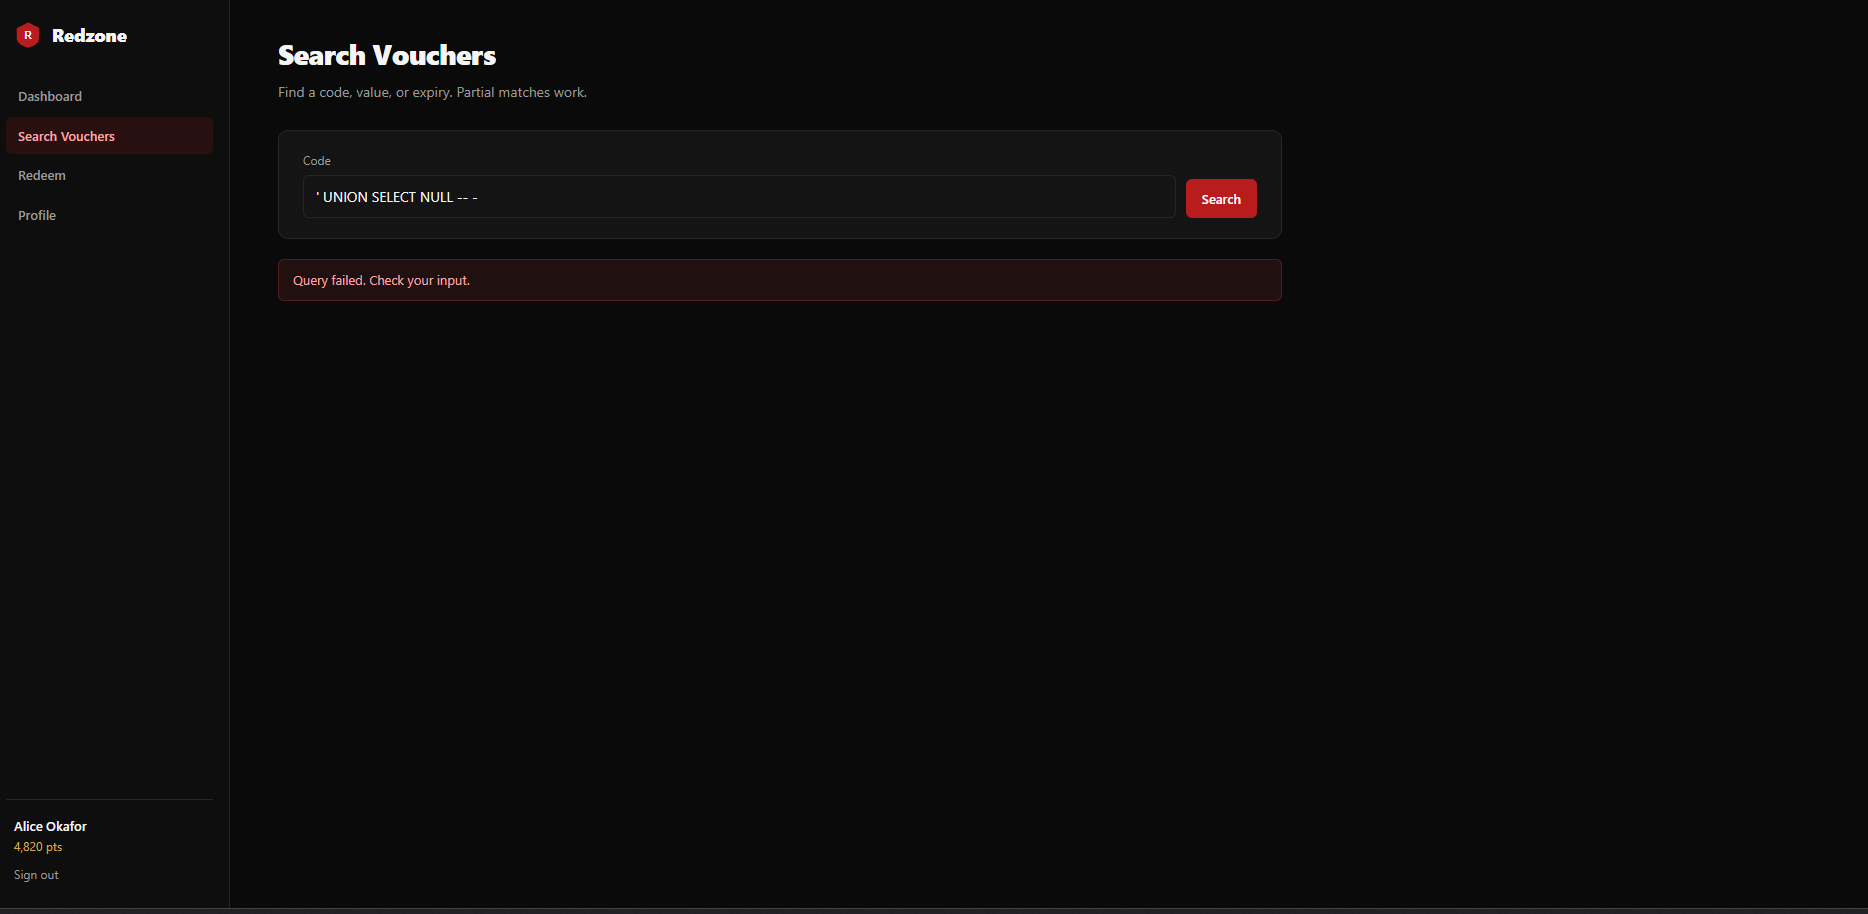 R Redzone
Dashboard
Search Vouchers
Redeem
Profile
Alice Okafor
4,820 pts
Sign out
Search Vouchers
Find a code, value, or expiry. Partial matches work.
Code
' UNION SELECT NULL -- -
Search
Query failed. Check your input.